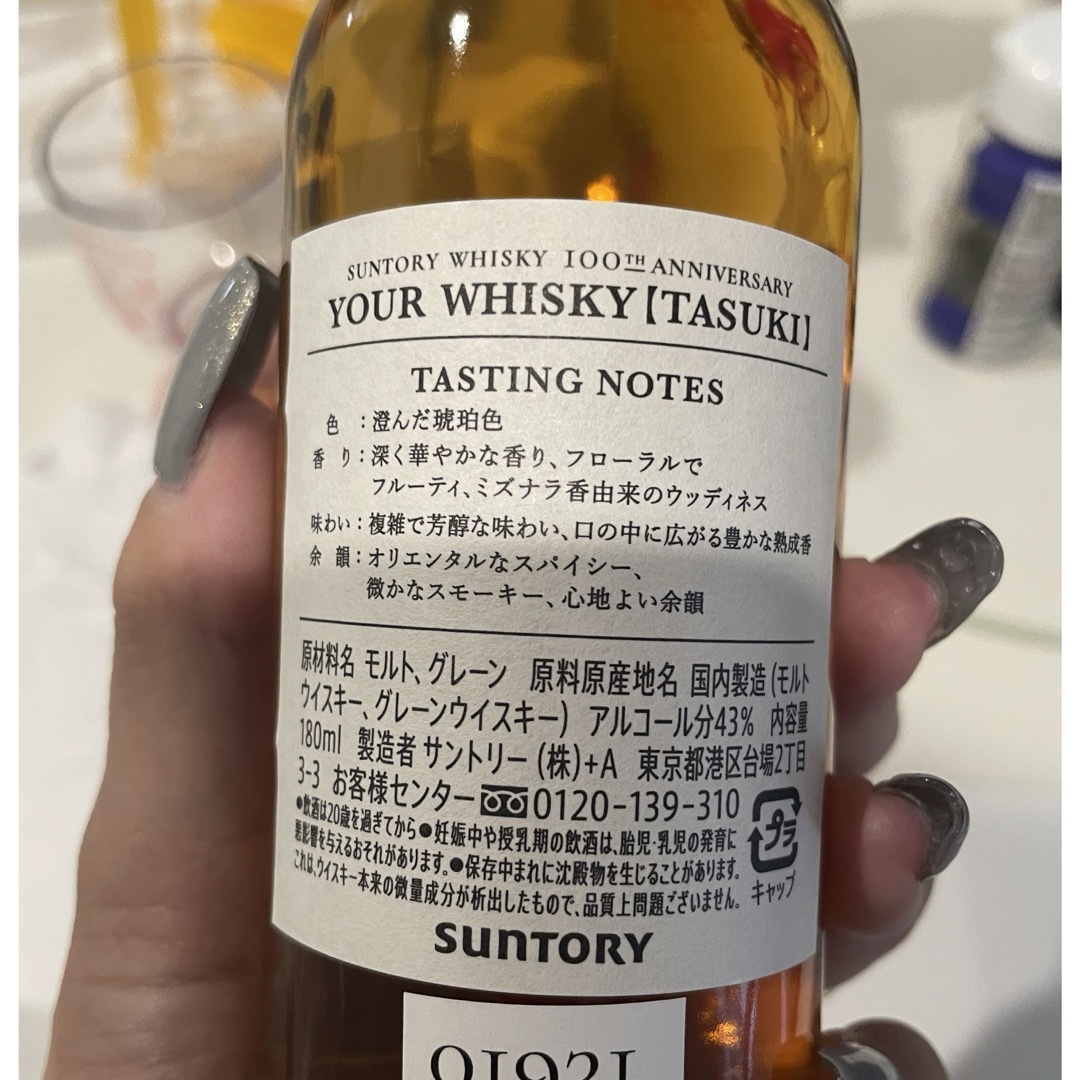 SUNTORY WHISKY 100TH ANNIVERSARY
YOUR WHISKY【TASUKI】
TASTING NOTES
色 ：澄んだ琥珀色
香 り：深く華やかな香り、フローラルで
フルーティ、ミズナラ香由来のウッディネス
味わい：複雑で芳醇な味わい、口の中に広がる豊かな熟成香
余 韻：オリエンタルなスパイシー、
微かなスモーキー、心地よい余韻
原材料名 モルト、グレーン 原料原産地名 国内製造（モルト
ウイスキー、グレーンウイスキー） アルコール分43% 内容量
180ml 製造者 サントリー（株）+A 東京都港区台場2丁目
3-3 お客様センター 0120-139-310
●飲酒は20歳を過ぎてから●妊娠中や授乳期の飲酒は、胎児・乳児の発育に
悪影響を与えるおそれがあります。●保存中まれに沈殿物を生じることがあります。
これは、ウイスキー本来の微量成分が析出したもので、品質上問題ございません。
プラ
キャップ
SUNTORY
01921